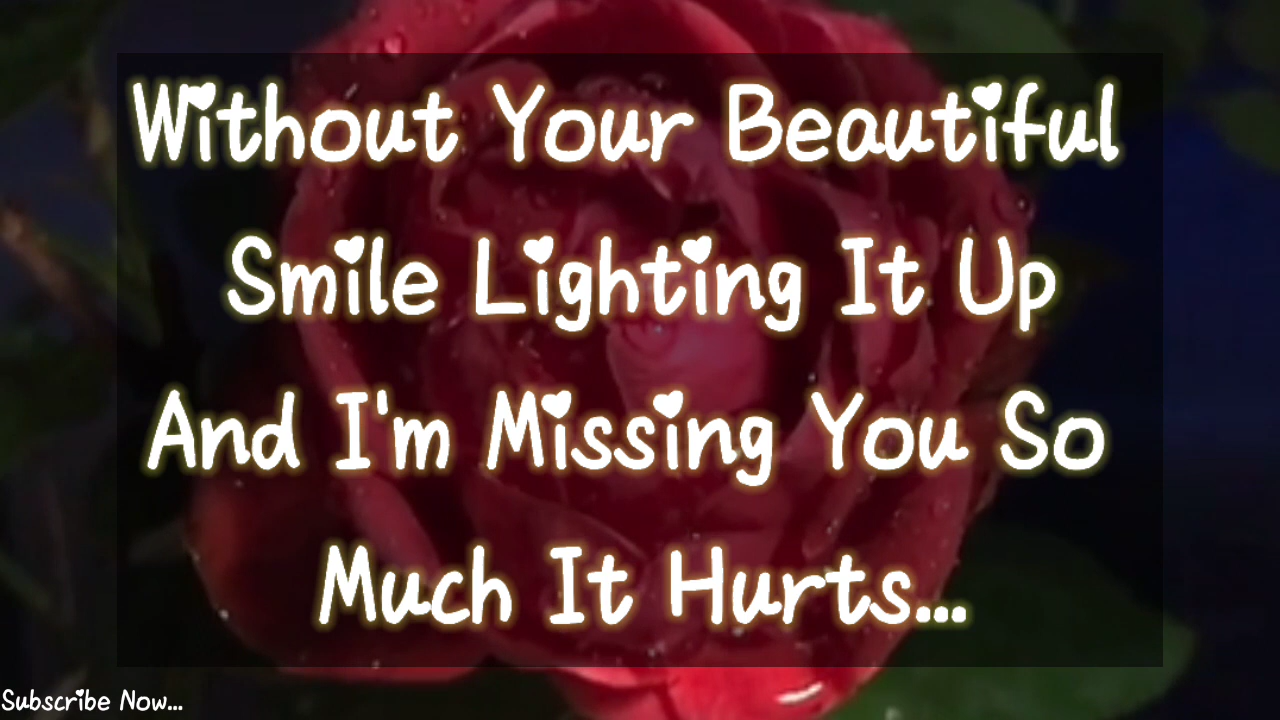 Without Your Beautiful
Smile Lighting It Up
And I'm Missing You So
Much It Hurts...
Subscribe Now...